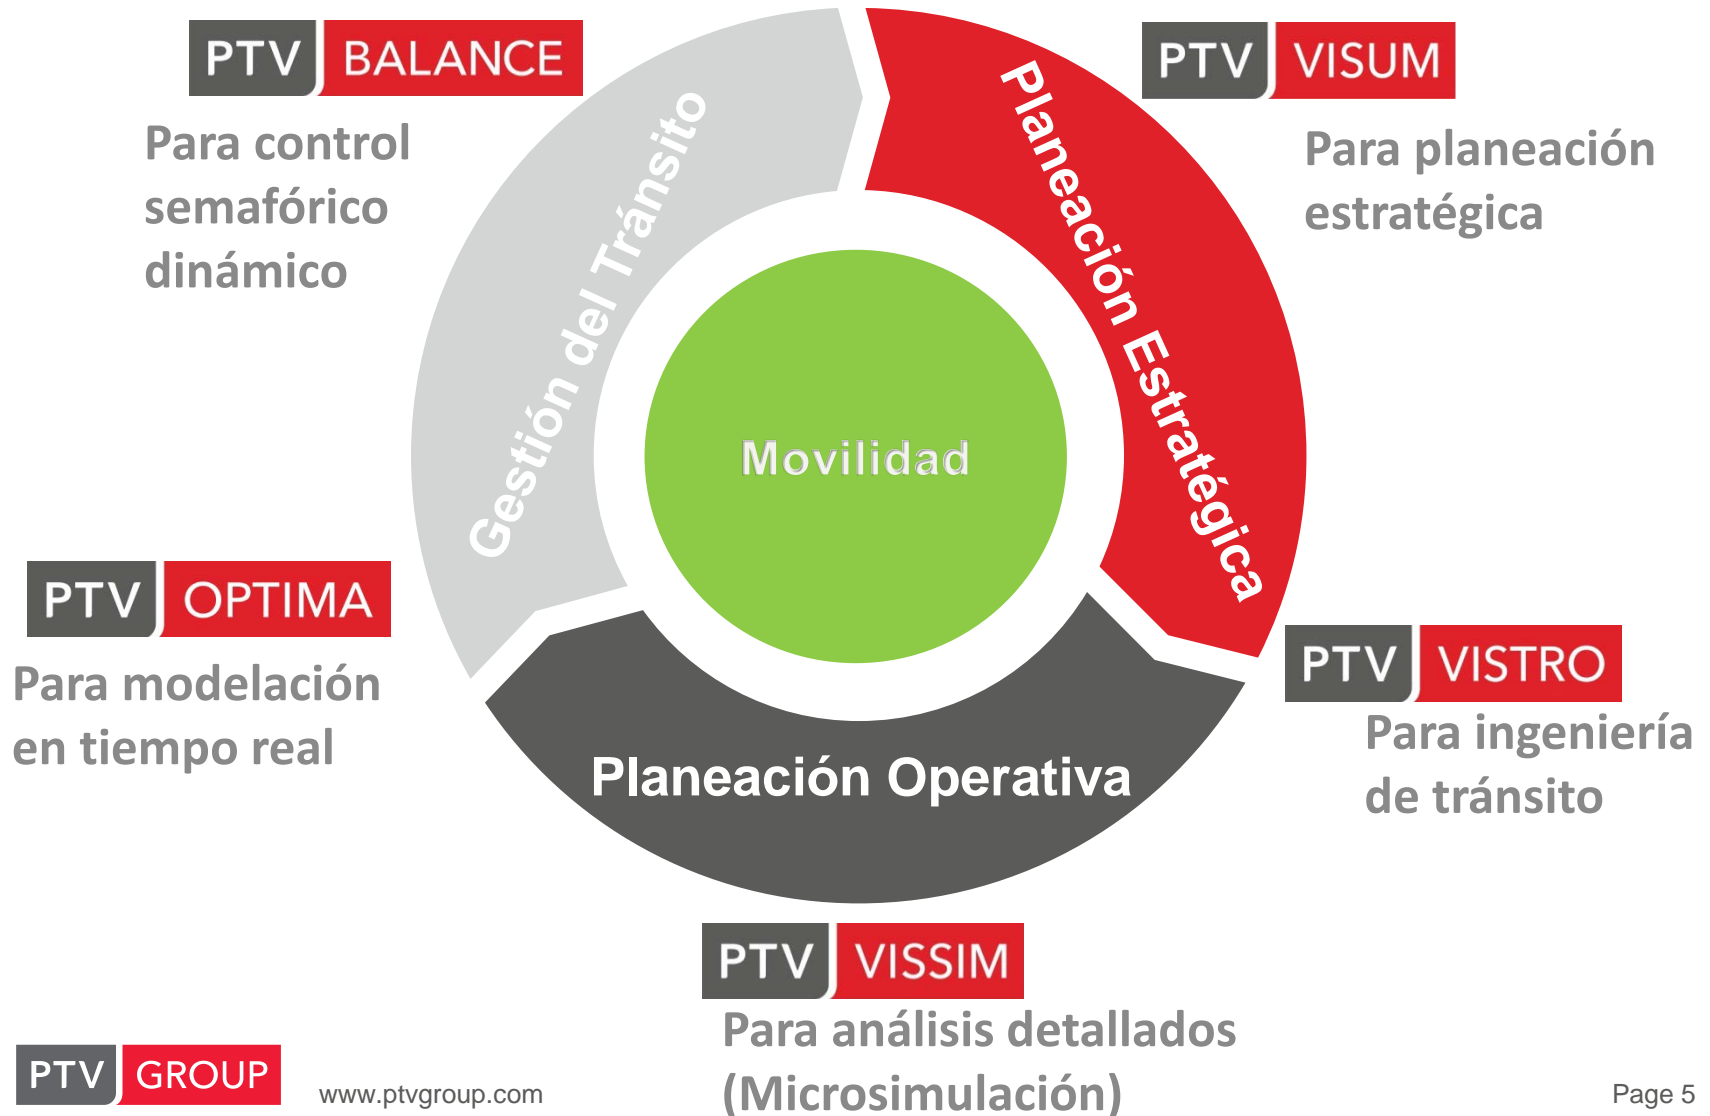 PTV BALANCE
Para control
semafórico
dinámico
PTV VISUM
Para planeación
estratégica
Gestión del Tránsito
Planeación Estratégica
Movilidad
PTV OPTIMA
Para modelación
en tiempo real
PTV VISTRO
Para ingeniería
de tránsito
Planeación Operativa
PTV VISSIM
Para análisis detallados
(Microsimulación)
PTV GROUP
www.ptvgroup.com
Page 5